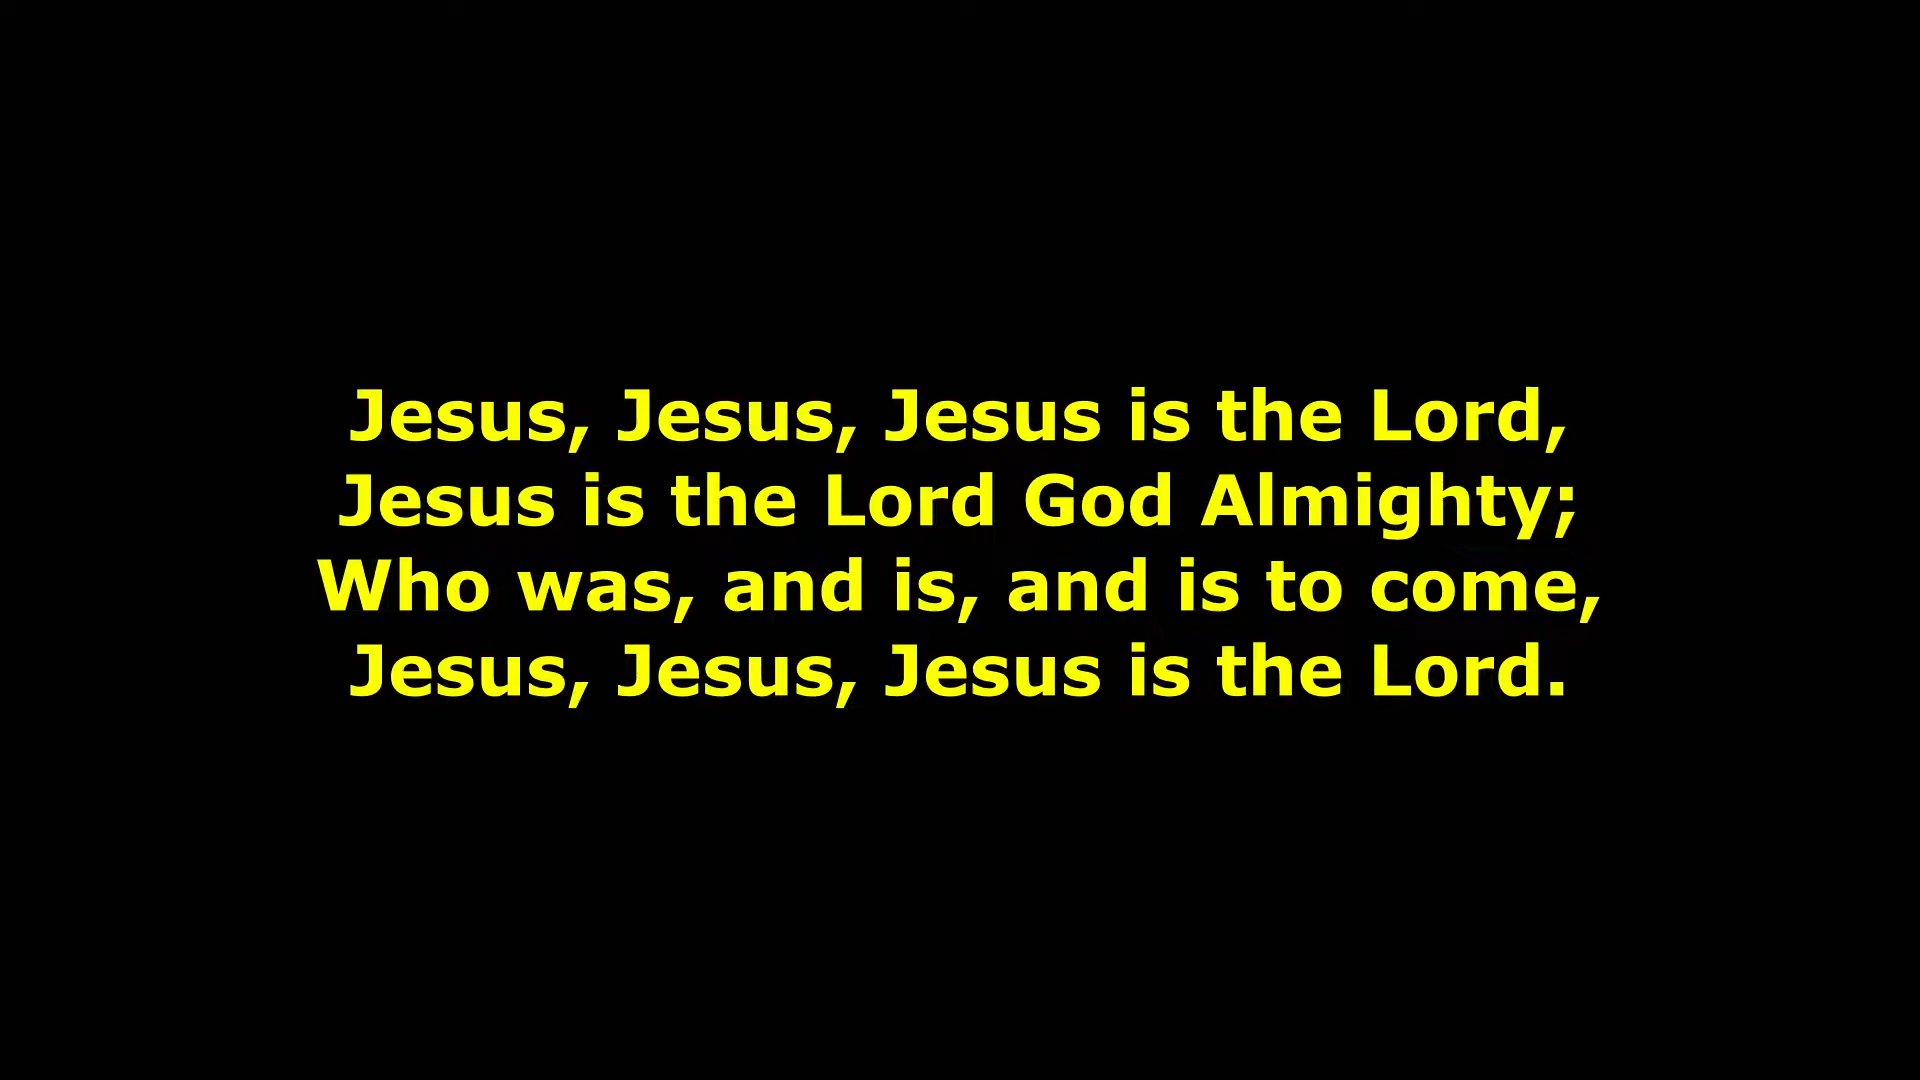 Jesus, Jesus, Jesus is the Lord,
Jesus is the Lord God Almighty;
Who was, and is, and is to come,
Jesus, Jesus, Jesus is the Lord.